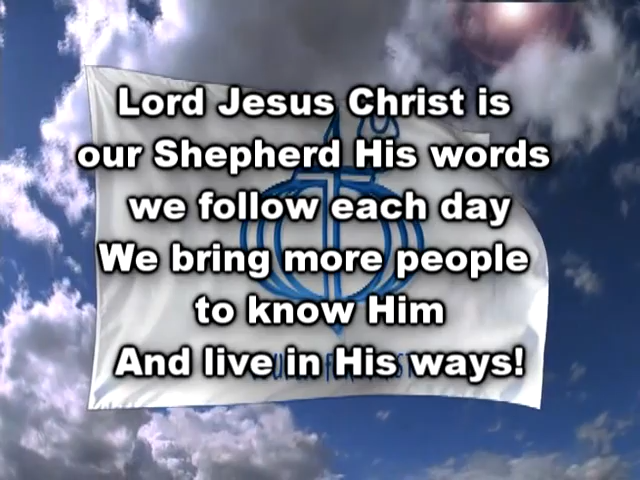 Lord Jesus Christ is
our Shepherd His words
we follow each day
We bring more people
to know Him
And live in His ways!